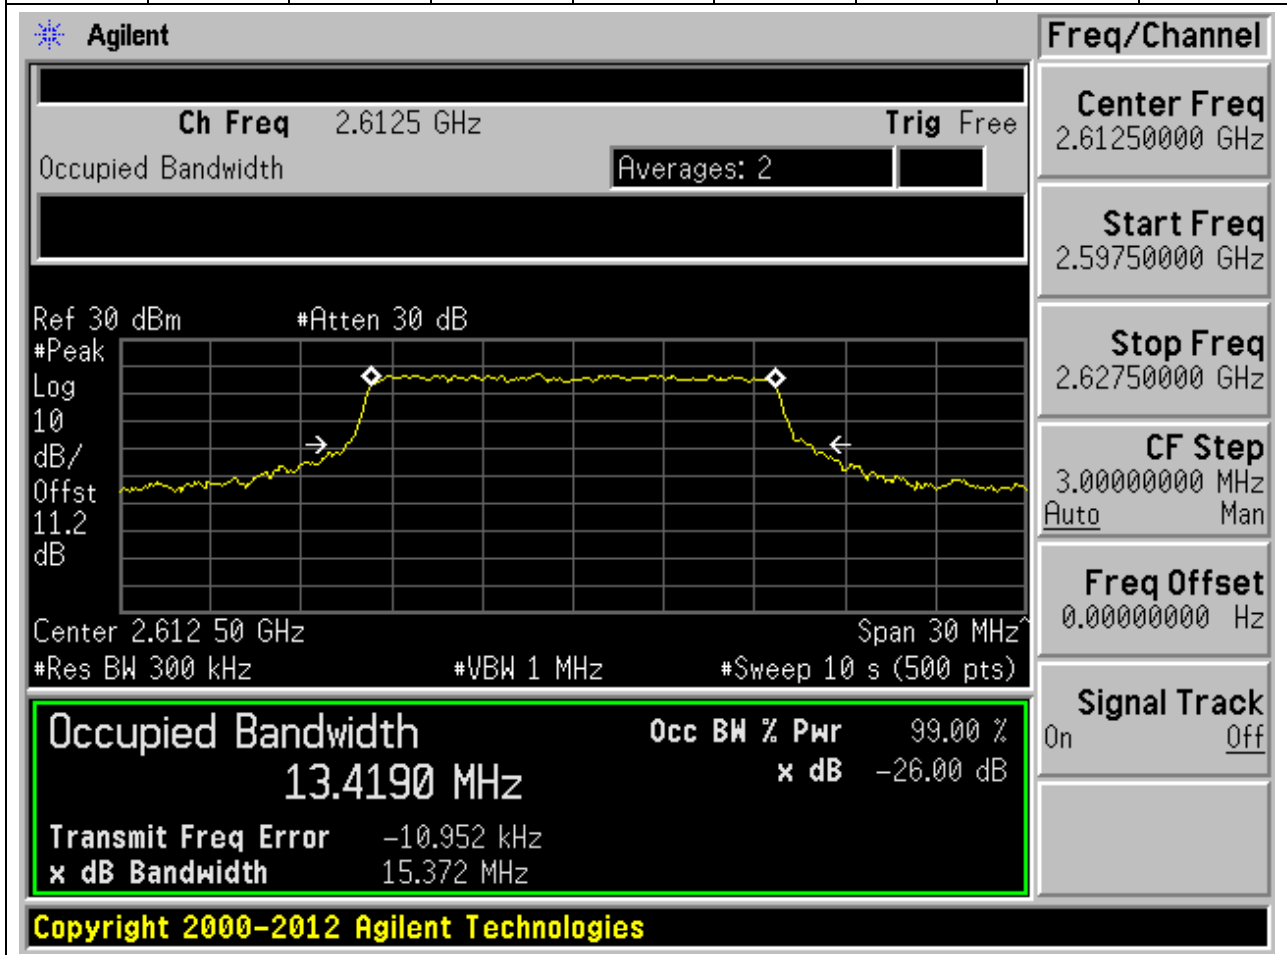 Agilent
Freq/Channel
Ch Freq 2.6125 GHz Trig Free
Occupied Bandwidth Averages: 2
Center Freq
2.61250000 GHz
Start Freq
2.59750000 GHz
Stop Freq
2.62750000 GHz
CF Step
3.00000000 MHz
Auto Man
Freq Offset
0.00000000 Hz
Signal Track
On Off
Ref 30 dBm #Atten 30 dB
#Peak
Log
10
dB/
Offst
11.2
dB
Center 2.612 50 GHz Span 30 MHz^
#Res BW 300 kHz #VBW 1 MHz #Sweep 10 s (500 pts)
Occupied Bandwidth Occ BW % Pwr 99.00 %
13.4190 MHz x dB -26.00 dB
Transmit Freq Error -10.952 kHz
x dB Bandwidth 15.372 MHz
Copyright 2000-2012 Agilent Technologies